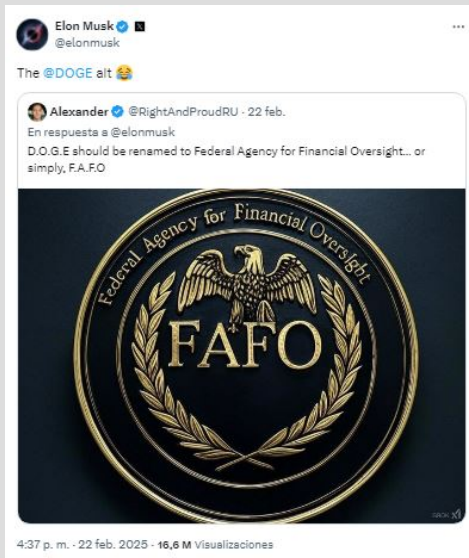 Elon Musk
@elonmusk
The @DOGE alt 😂
Alexander @RightAndProudRU · 22 feb.
En respuesta a @elonmusk
D.O.G.E should be renamed to Federal Agency for Financial Oversight... or
simply, F.A.F.O
Federal Agency for Financial Oversight
FAFO
GROK
4:37 p. m. · 22 feb. 2025 · 16,6 M Visualizaciones